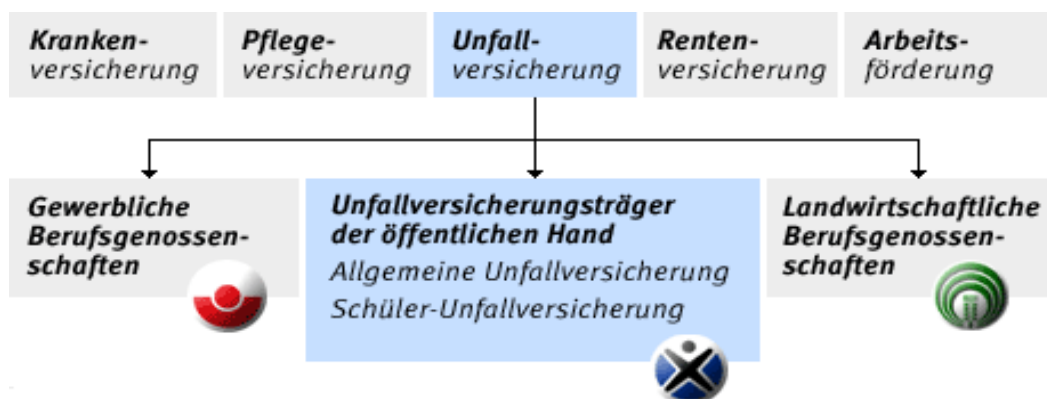 Kranken-
versicherung
Pflege-
versicherung
Unfall-
versicherung
Renten-
versicherung
Arbeits-
förderung
Gewerbliche
Berufsgenossen-
schaften
Unfallversicherungsträger
der öffentlichen Hand
Allgemeine Unfallversicherung
Schüler-Unfallversicherung
Landwirtschaftliche
Berufsgenossen-
schaften